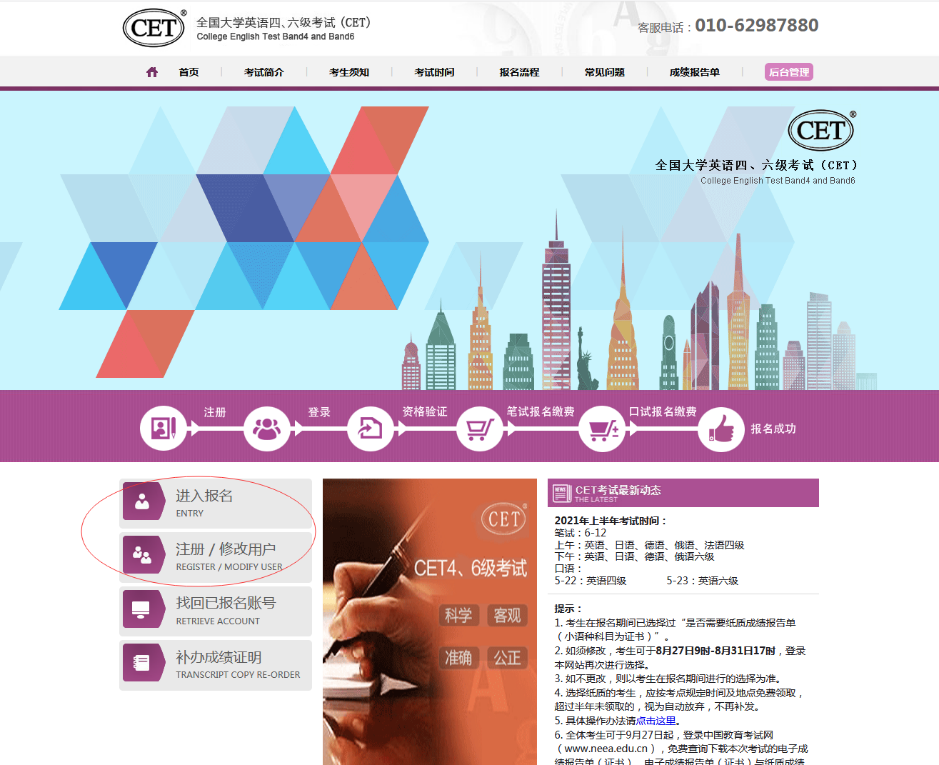 CET®
全国大学英语四、六级考试 (CET)
College English Test Band4 and Band6
客服电话：010-62987880
首页 考试简介 考生须知 考试时间 报名流程 常见问题 成绩报告单 后台管理
CET®
全国大学英语四、六级考试（CET）
College English Test Band4 and Band6
注册 登录 资格验证 笔试报名缴费 口试报名缴费 报名成功
进入报名
ENTRY
注册 / 修改用户
REGISTER / MODIFY USER
找回已报名账号
RETRIEVE ACCOUNT
补办成绩证明
TRANSCRIPT COPY RE-ORDER
CET
CET4、6级考试
科学 客观
准确 公正
NEWS
CET考试最新动态
THE LATEST
2021年上半年考试时间：
笔试：6-12
上午：英语、日语、德语、俄语、法语四级
下午：英语、日语、德语、俄语六级
口语：
5-22：英语四级 5-23：英语六级
提示：
1. 考生在报名期间已选择过“是否需要纸质成绩报告单
（小语种科目为证书）”。
2. 如须修改，考生可于8月27日9时-8月31日17时，登录
本网站再次进行选择。
3. 如不更改，则以考生在报名期间进行的选择为准。
4. 选择纸质的考生，应按考点规定时间及地点免费领取，
超过半年未领取的，视为自动放弃，不再补发。
5. 具体操作办法请点击这里。
6. 全体考生可于9月27日起，登录中国教育考试网
（www.neea.edu.cn），免费查询下载本次考试的电子成
绩报告单（证书）。电子成绩报告单（证书）与纸质成绩